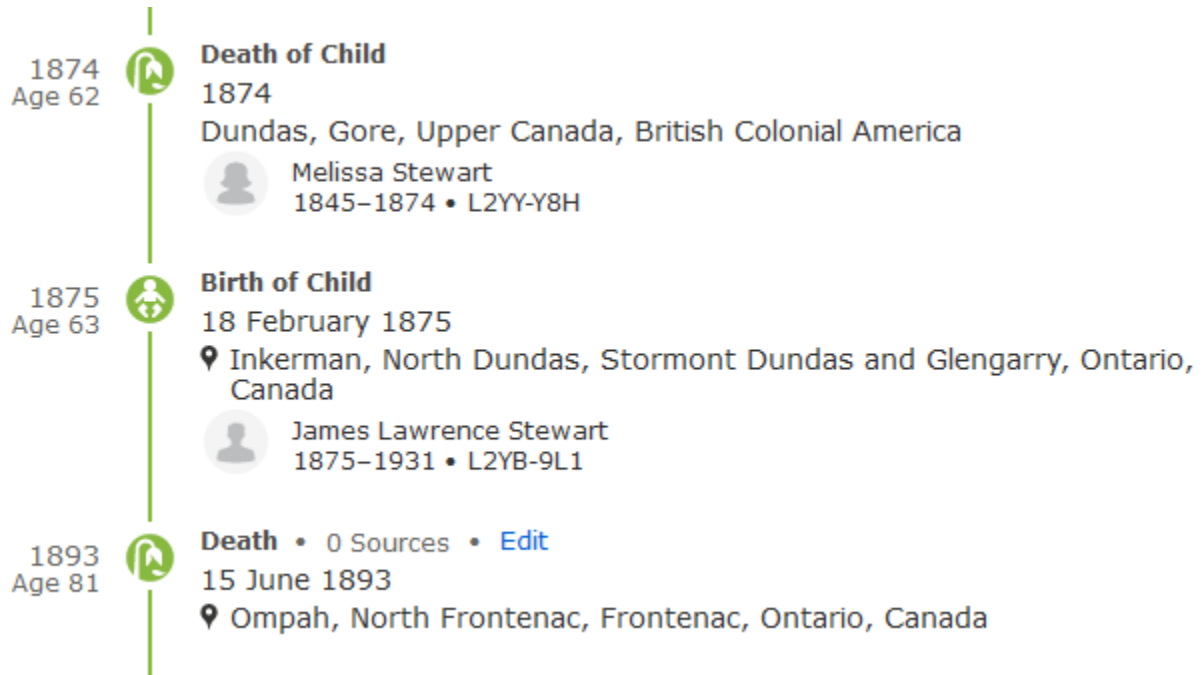 1874
Age 62
Death of Child
1874
Dundas, Gore, Upper Canada, British Colonial America
Melissa Stewart
1845–1874 • L2YY-Y8H
1875
Age 63
Birth of Child
18 February 1875
Inkerman, North Dundas, Stormont Dundas and Glengarry, Ontario,
Canada
James Lawrence Stewart
1875–1931 • L2YB-9L1
1893
Age 81
Death • 0 Sources • Edit
15 June 1893
Ompah, North Frontenac, Frontenac, Ontario, Canada